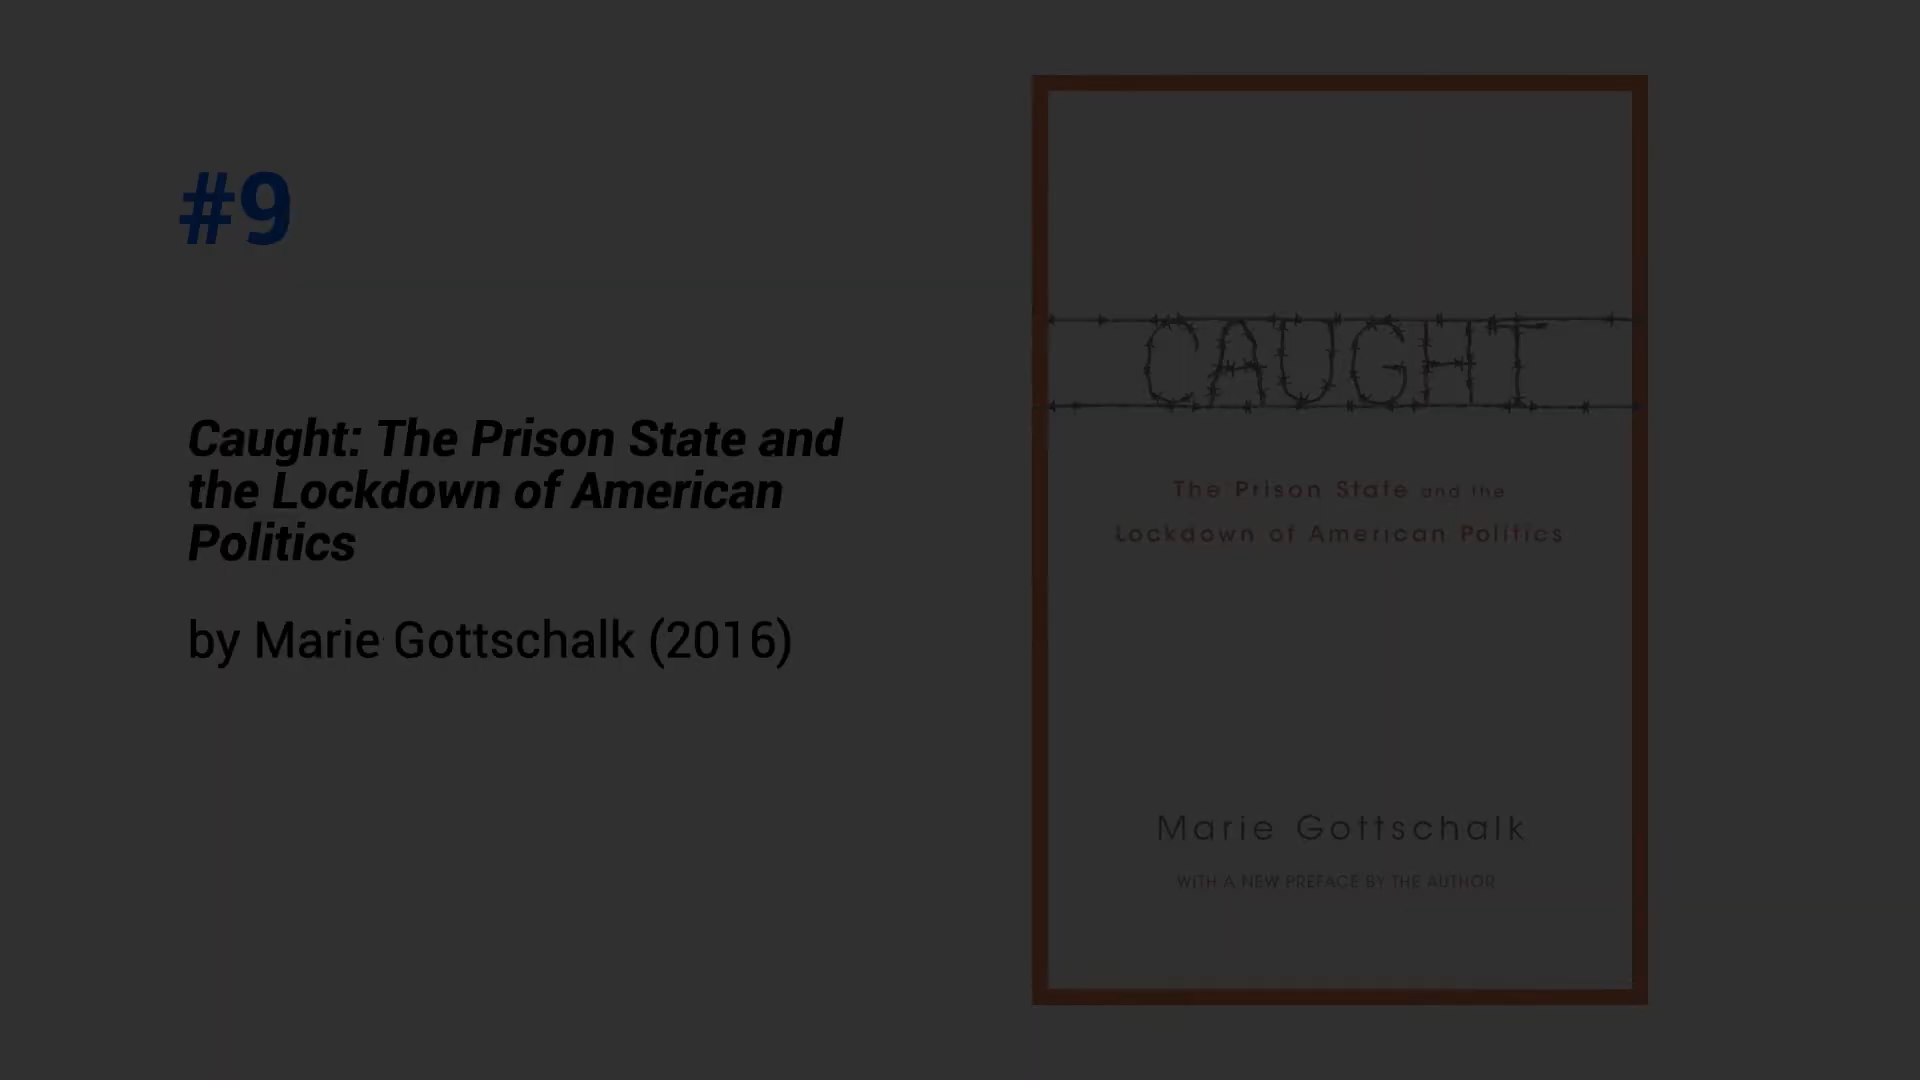 #9
Caught: The Prison State and
the Lockdown of American
Politics
by Marie Gottschalk (2016)
CAUGHT
The Prison State and the
Lockdown of American Politics
Marie Gottschalk
WITH A NEW PREFACE BY THE AUTHOR